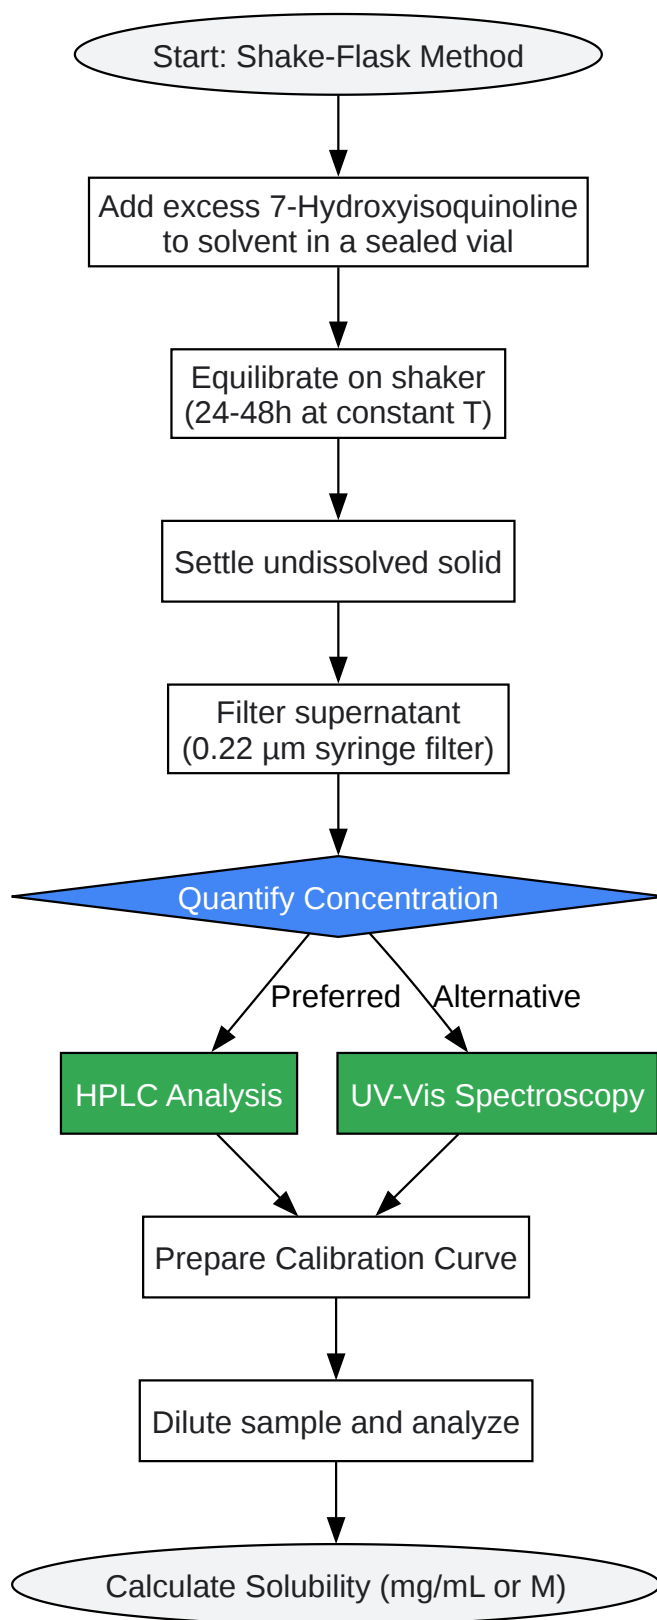 Start: Shake-Flask Method
Add excess 7-Hydroxyisoquinoline
to solvent in a sealed vial
Equilibrate on shaker
(24-48h at constant T)
Settle undissolved solid
Filter supernatant
(0.22 µm syringe filter)
Quantify Concentration
Preferred
Alternative
HPLC Analysis
UV-Vis Spectroscopy
Prepare Calibration Curve
Dilute sample and analyze
Calculate Solubility (mg/mL or M)